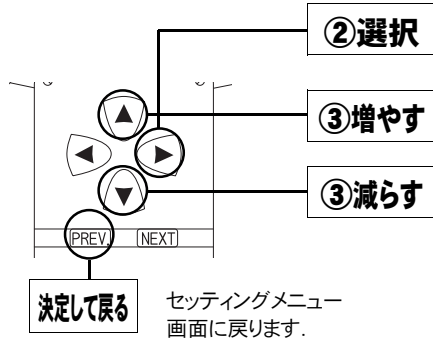 ②選択
③増やす
③減らす
PREV.
NEXT
決定して戻る
セッティングメニュー
画面に戻ります.